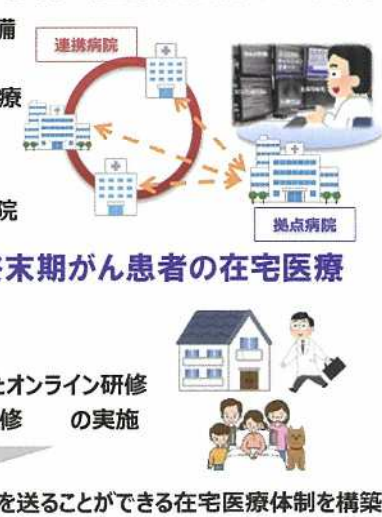 備
連携病院
療
院
拠点病院
末期がん患者の在宅医療
たオンライン研修
修 の実施
を送ることができる在宅医療体制を構築